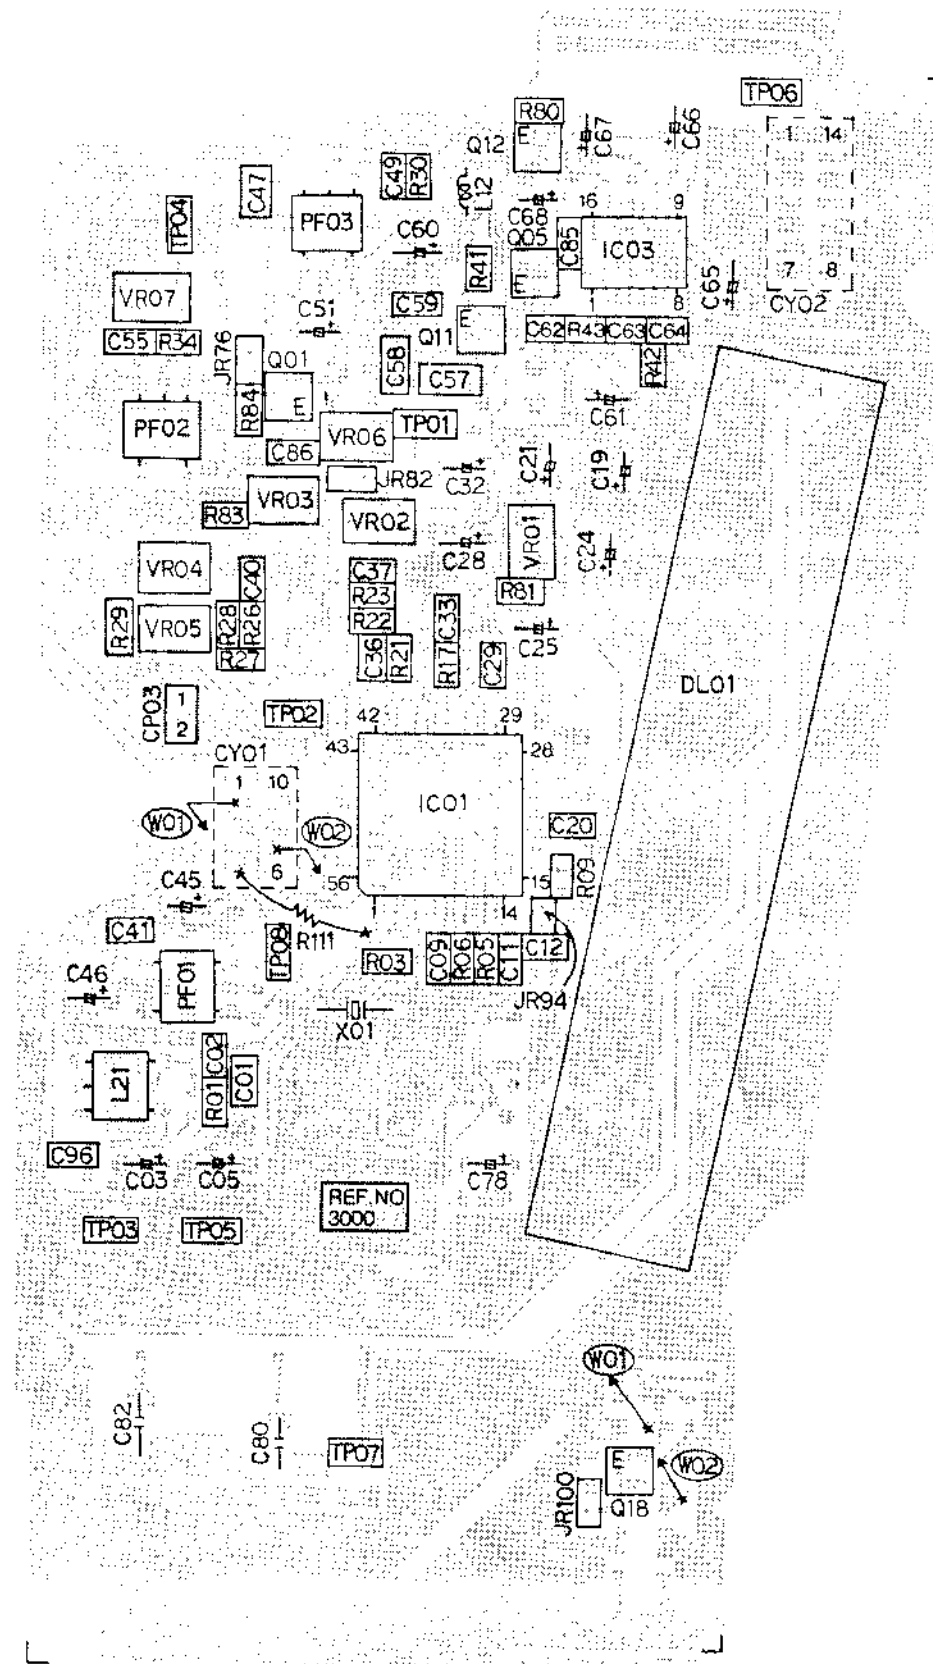 TP06
R80
E
Q12
C67
C66
1 14
C49
R30
C47
L12
TP04
PF03
C60
C68
16
9
Q05
C85
IC03
R41
E
7 8
C65
CY02
VR07
C51
C59
1
8
E
Q11
C62 R43 C63 C64
C55 R34
JR76
Q01
C58
R42
C57
R84
E
PF02
VR06
TP01
C61
C86
JR82
C32
C21
C19
VR03
R83
VR02
C28
VR01
C24
VR04
C40
C37
R23
R81
R29
VR05
R28
R26
R22
C33
C25
R27
C36
R21
R17
C29
DL01
CP03
1
2
TP02
42
29
43
28
CY01
1 10
IC01
W01
W02
C20
6
56
15
R09
C45
1
14
C41
R111
TP08
R03
C09
R06
R05
C11
C12
C46
PF01
JR94
X01
C02
L21
R01
C01
C96
C03
C05
C78
REF.NO
3000
TP03
TP05
W01
C82
C80
TP07
E
W02
JR100
Q18